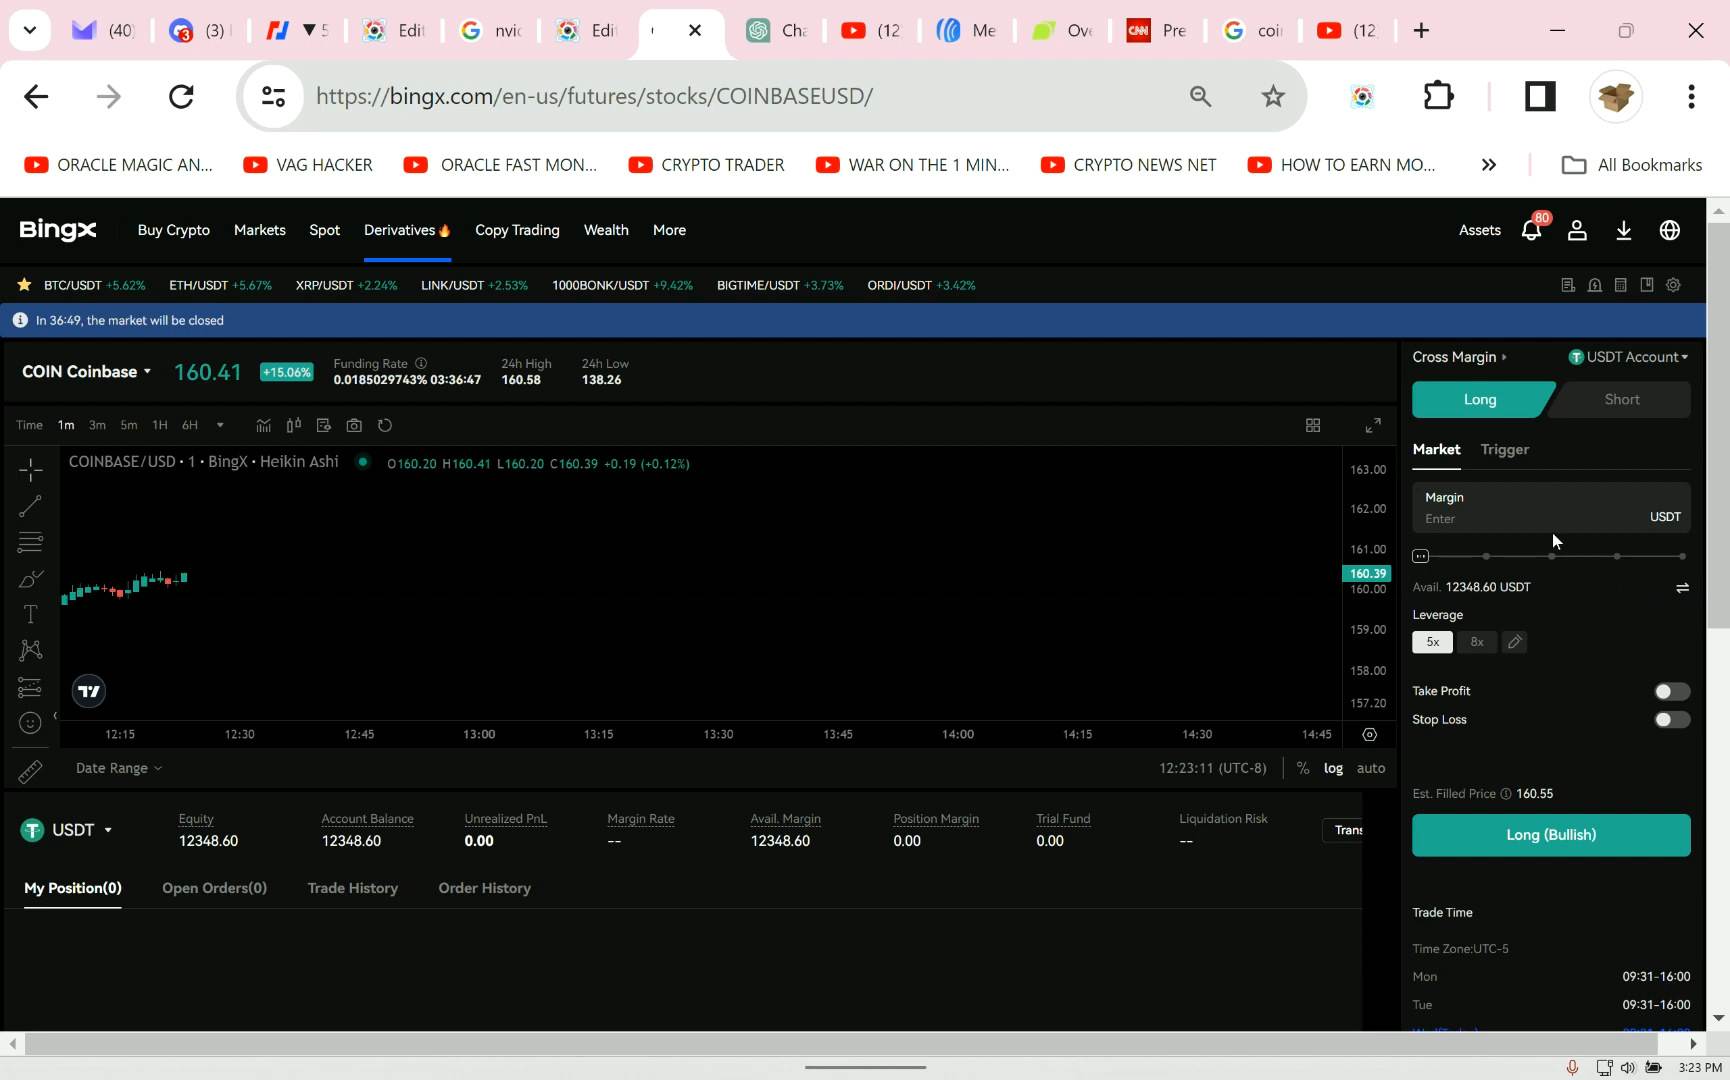 (40) (3) ▼ 5 Edit nvic Edit Cha (12 Me Ove CNN Pre coi (12
https://bingx.com/en-us/futures/stocks/COINBASEUSD/
ORACLE MAGIC AN... VAG HACKER ORACLE FAST MON... CRYPTO TRADER WAR ON THE 1 MIN... CRYPTO NEWS NET HOW TO EARN MO... » All Bookmarks
BingX Buy Crypto Markets Spot Derivatives Copy Trading Wealth More Assets 80
BTC/USDT +5.62% ETH/USDT +5.67% XRP/USDT +2.24% LINK/USDT +2.53% 1000BONK/USDT +9.42% BIGTIME/USDT +3.73% ORDI/USDT +3.42%
In 36:49, the market will be closed
COIN Coinbase 160.41 +15.06%
Funding Rate 24h High 24h Low
0.0185029743% 03:36:47 160.58 138.26
Time 1m 3m 5m 1H 6H
COINBASE/USD · 1 · BingX · Heikin Ashi O160.20 H160.41 L160.20 C160.39 +0.19 (+0.12%)
163.00
162.00
161.00
160.39
160.00
159.00
158.00
157.20
12:15 12:30 12:45 13:00 13:15 13:30 13:45 14:00 14:15 14:30 14:45
Date Range 12:23:11 (UTC-8) % log auto
USDT
Equity Account Balance Unrealized PnL Margin Rate Avail. Margin Position Margin Trial Fund Liquidation Risk
12348.60 12348.60 0.00 -- 12348.60 0.00 0.00 --
Trans
My Position(0) Open Orders(0) Trade History Order History
Cross Margin USDT Account
Long Short
Market Trigger
Margin
Enter USDT
Avail. 12348.60 USDT
Leverage
5x 8x
Take Profit
Stop Loss
Est. Filled Price 160.55
Long (Bullish)
Trade Time
Time Zone:UTC-5
Mon 09:31-16:00
Tue 09:31-16:00
3:23 PM